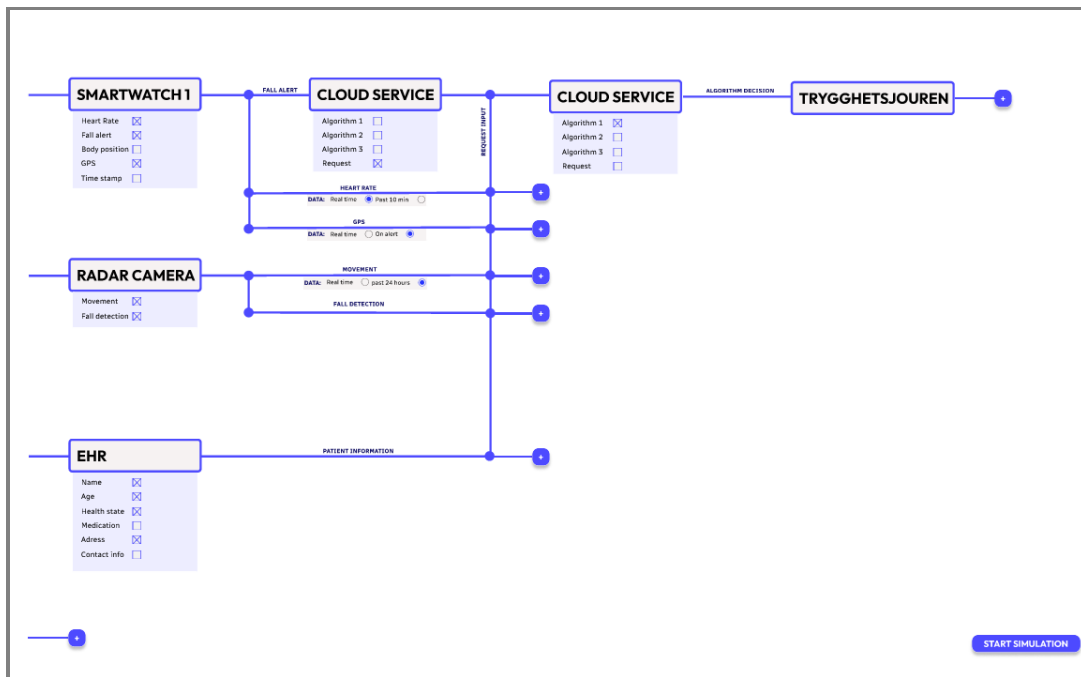 SMARTWATCH 1
Heart Rate
Fall alert
Body position
GPS
Time stamp
FALL ALERT
CLOUD SERVICE
Algorithm 1
Algorithm 2
Algorithm 3
Request
REQUEST INPUT
CLOUD SERVICE
Algorithm 1
Algorithm 2
Algorithm 3
Request
ALGORITHM DECISION
TRYGGHETSJOUREN
+
HEART RATE
DATA: Real time Past 10 min
+
GPS
DATA: Real time On alert
+
RADAR CAMERA
Movement
Fall detection
MOVEMENT
DATA: Real time past 24 hours
+
FALL DETECTION
+
EHR
Name
Age
Health state
Medication
Adress
Contact info
PATIENT INFORMATION
+
+
START SIMULATION